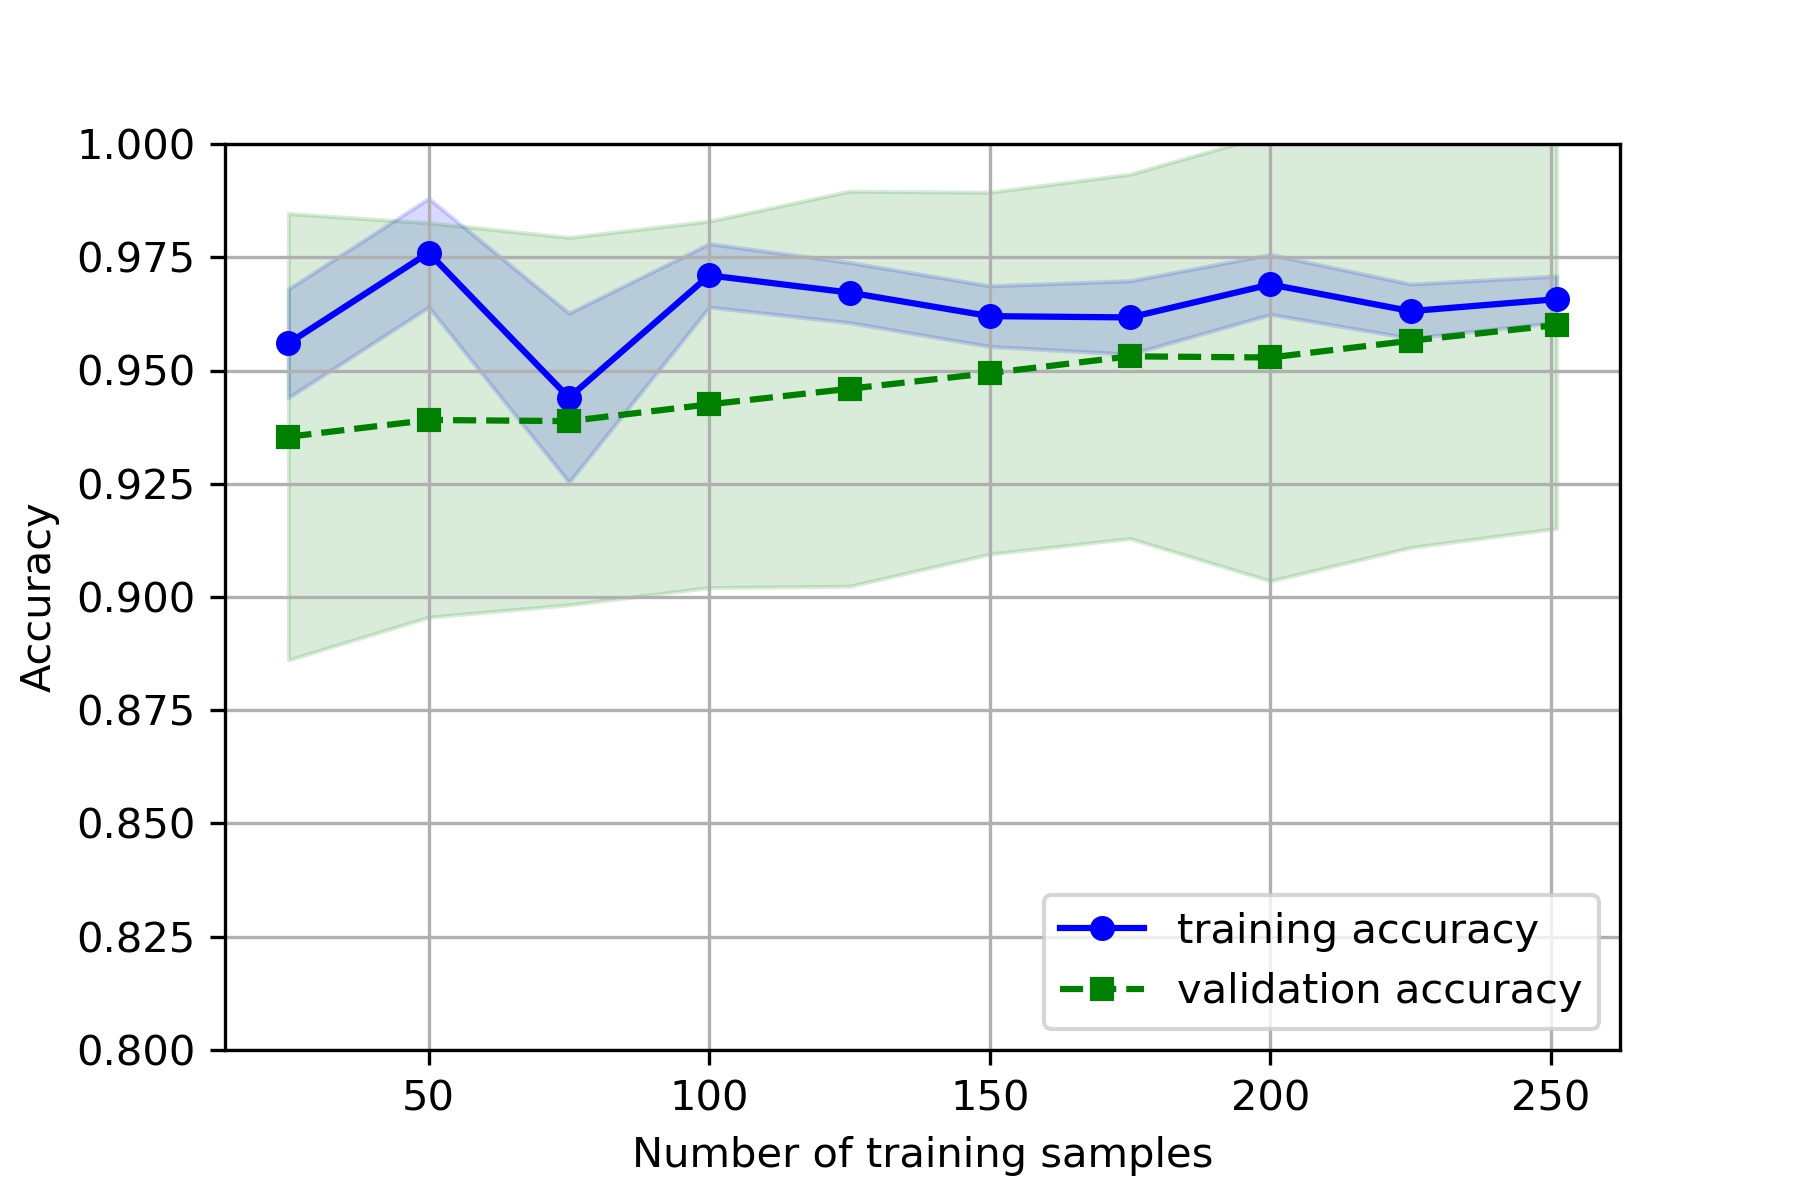 1.000
0.975
0.950
0.925
0.900
0.875
0.850
0.825
0.800
Accuracy
training accuracy
validation accuracy
50 100 150 200 250
Number of training samples